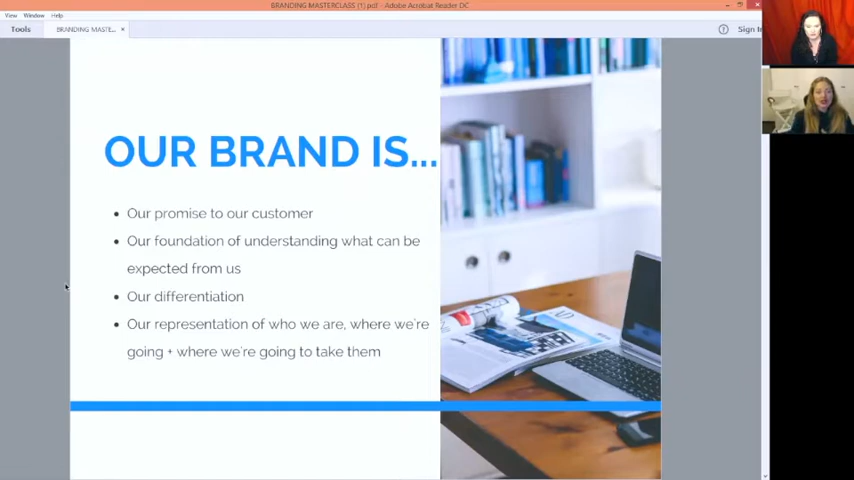 BRANDING MASTERCLASS (1).pdf - Adobe Acrobat Reader DC
View Window Help
Tools
BRANDING MASTE... ×
Sign In
OUR BRAND IS...
• Our promise to our customer
• Our foundation of understanding what can be
expected from us
• Our differentiation
• Our representation of who we are, where we're
going + where we're going to take them